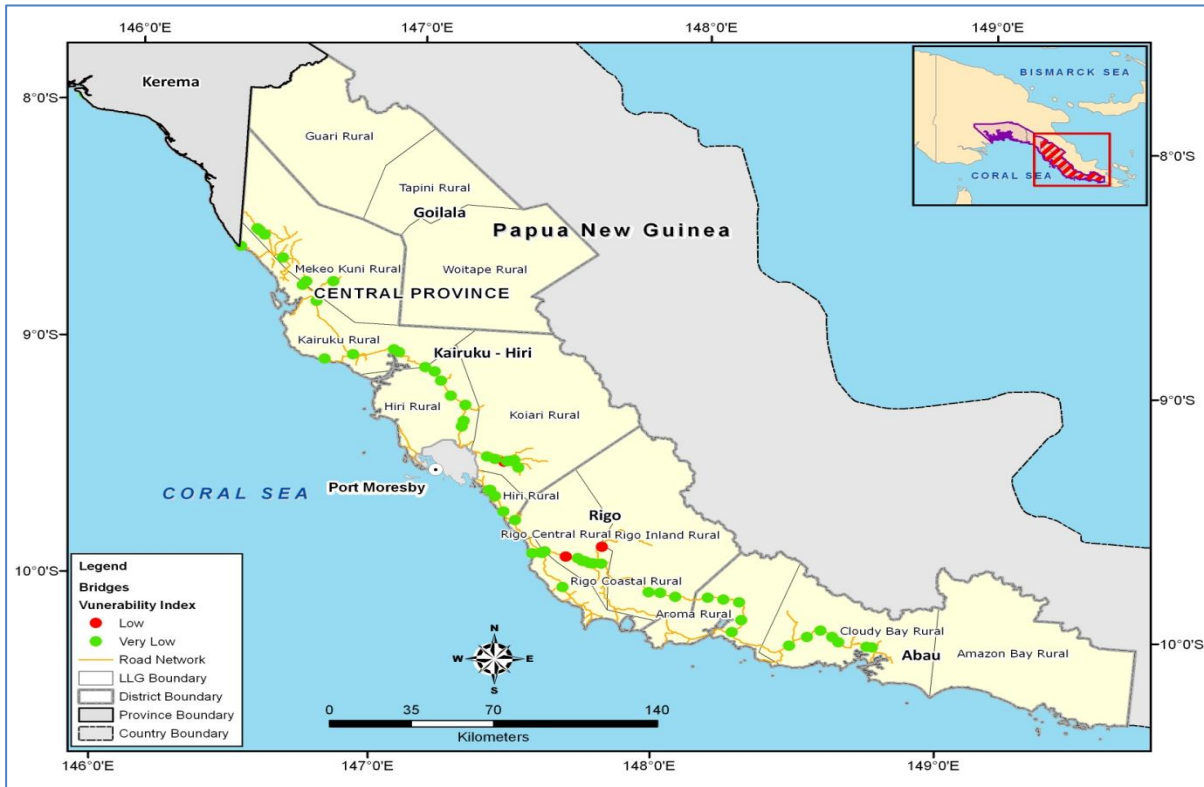 146°0'E 147°0'E 148°0'E 149°0'E
Kerema
BISMARCK SEA
8°0'S
Guari Rural
8°0'S
Tapini Rural
CORAL SEA
Goilala
Papua New Guinea
Mekeo Kuni Rural
Woitape Rural
CENTRAL PROVINCE
9°0'S
Kairuku Rural
Kairuku - Hiri
9°0'S
Hiri Rural
Koiari Rural
CORAL SEA
Port Moresby
Hiri Rural
Rigo
Rigo Central Rural
Rigo Inland Rural
10°0'S
Rigo Coastal Rural
Aroma Rural
Cloudy Bay Rural
10°0'S
Abau
Amazon Bay Rural
Legend
Bridges
Vunerability Index
Low
Very Low
Road Network
LLG Boundary
District Boundary
Province Boundary
Country Boundary
N
W E
S
0 35 70 140
Kilometers
146°0'E 147°0'E 148°0'E 149°0'E